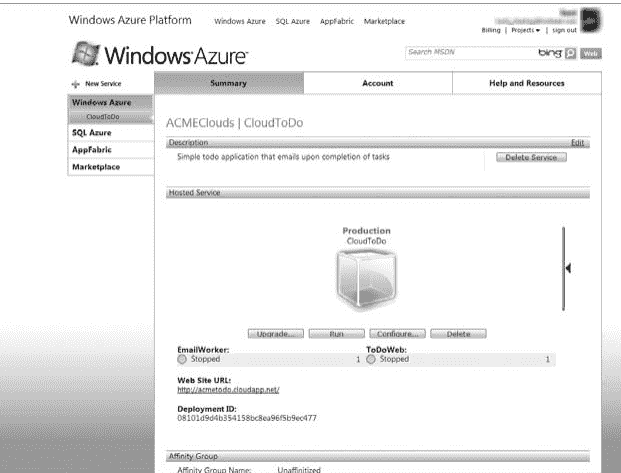 Windows Azure Platform
Windows Azure SQL Azure AppFabric Marketplace
Billing | Projects | sign out
Windows Azure
Search MSDN
bing
Web
New Service
Summary
Account
Help and Resources
Windows Azure
CloudToDo
SQL Azure
AppFabric
Marketplace
ACMEClouds | CloudToDo
Description
Edit
Simple todo application that emails upon completion of tasks
Delete Service
Hosted Service
Production
CloudToDo
Upgrade... Run Configure... Delete
EmailWorker: ToDoWeb:
Stopped 1 Stopped 1
Web Site URL:
http://acmetodo.cloudapp.net/
Deployment ID:
08101d9d4b354158bc8ea96f5b9ec477
Affinity Group
Affinity Group Name: Unaffinitized